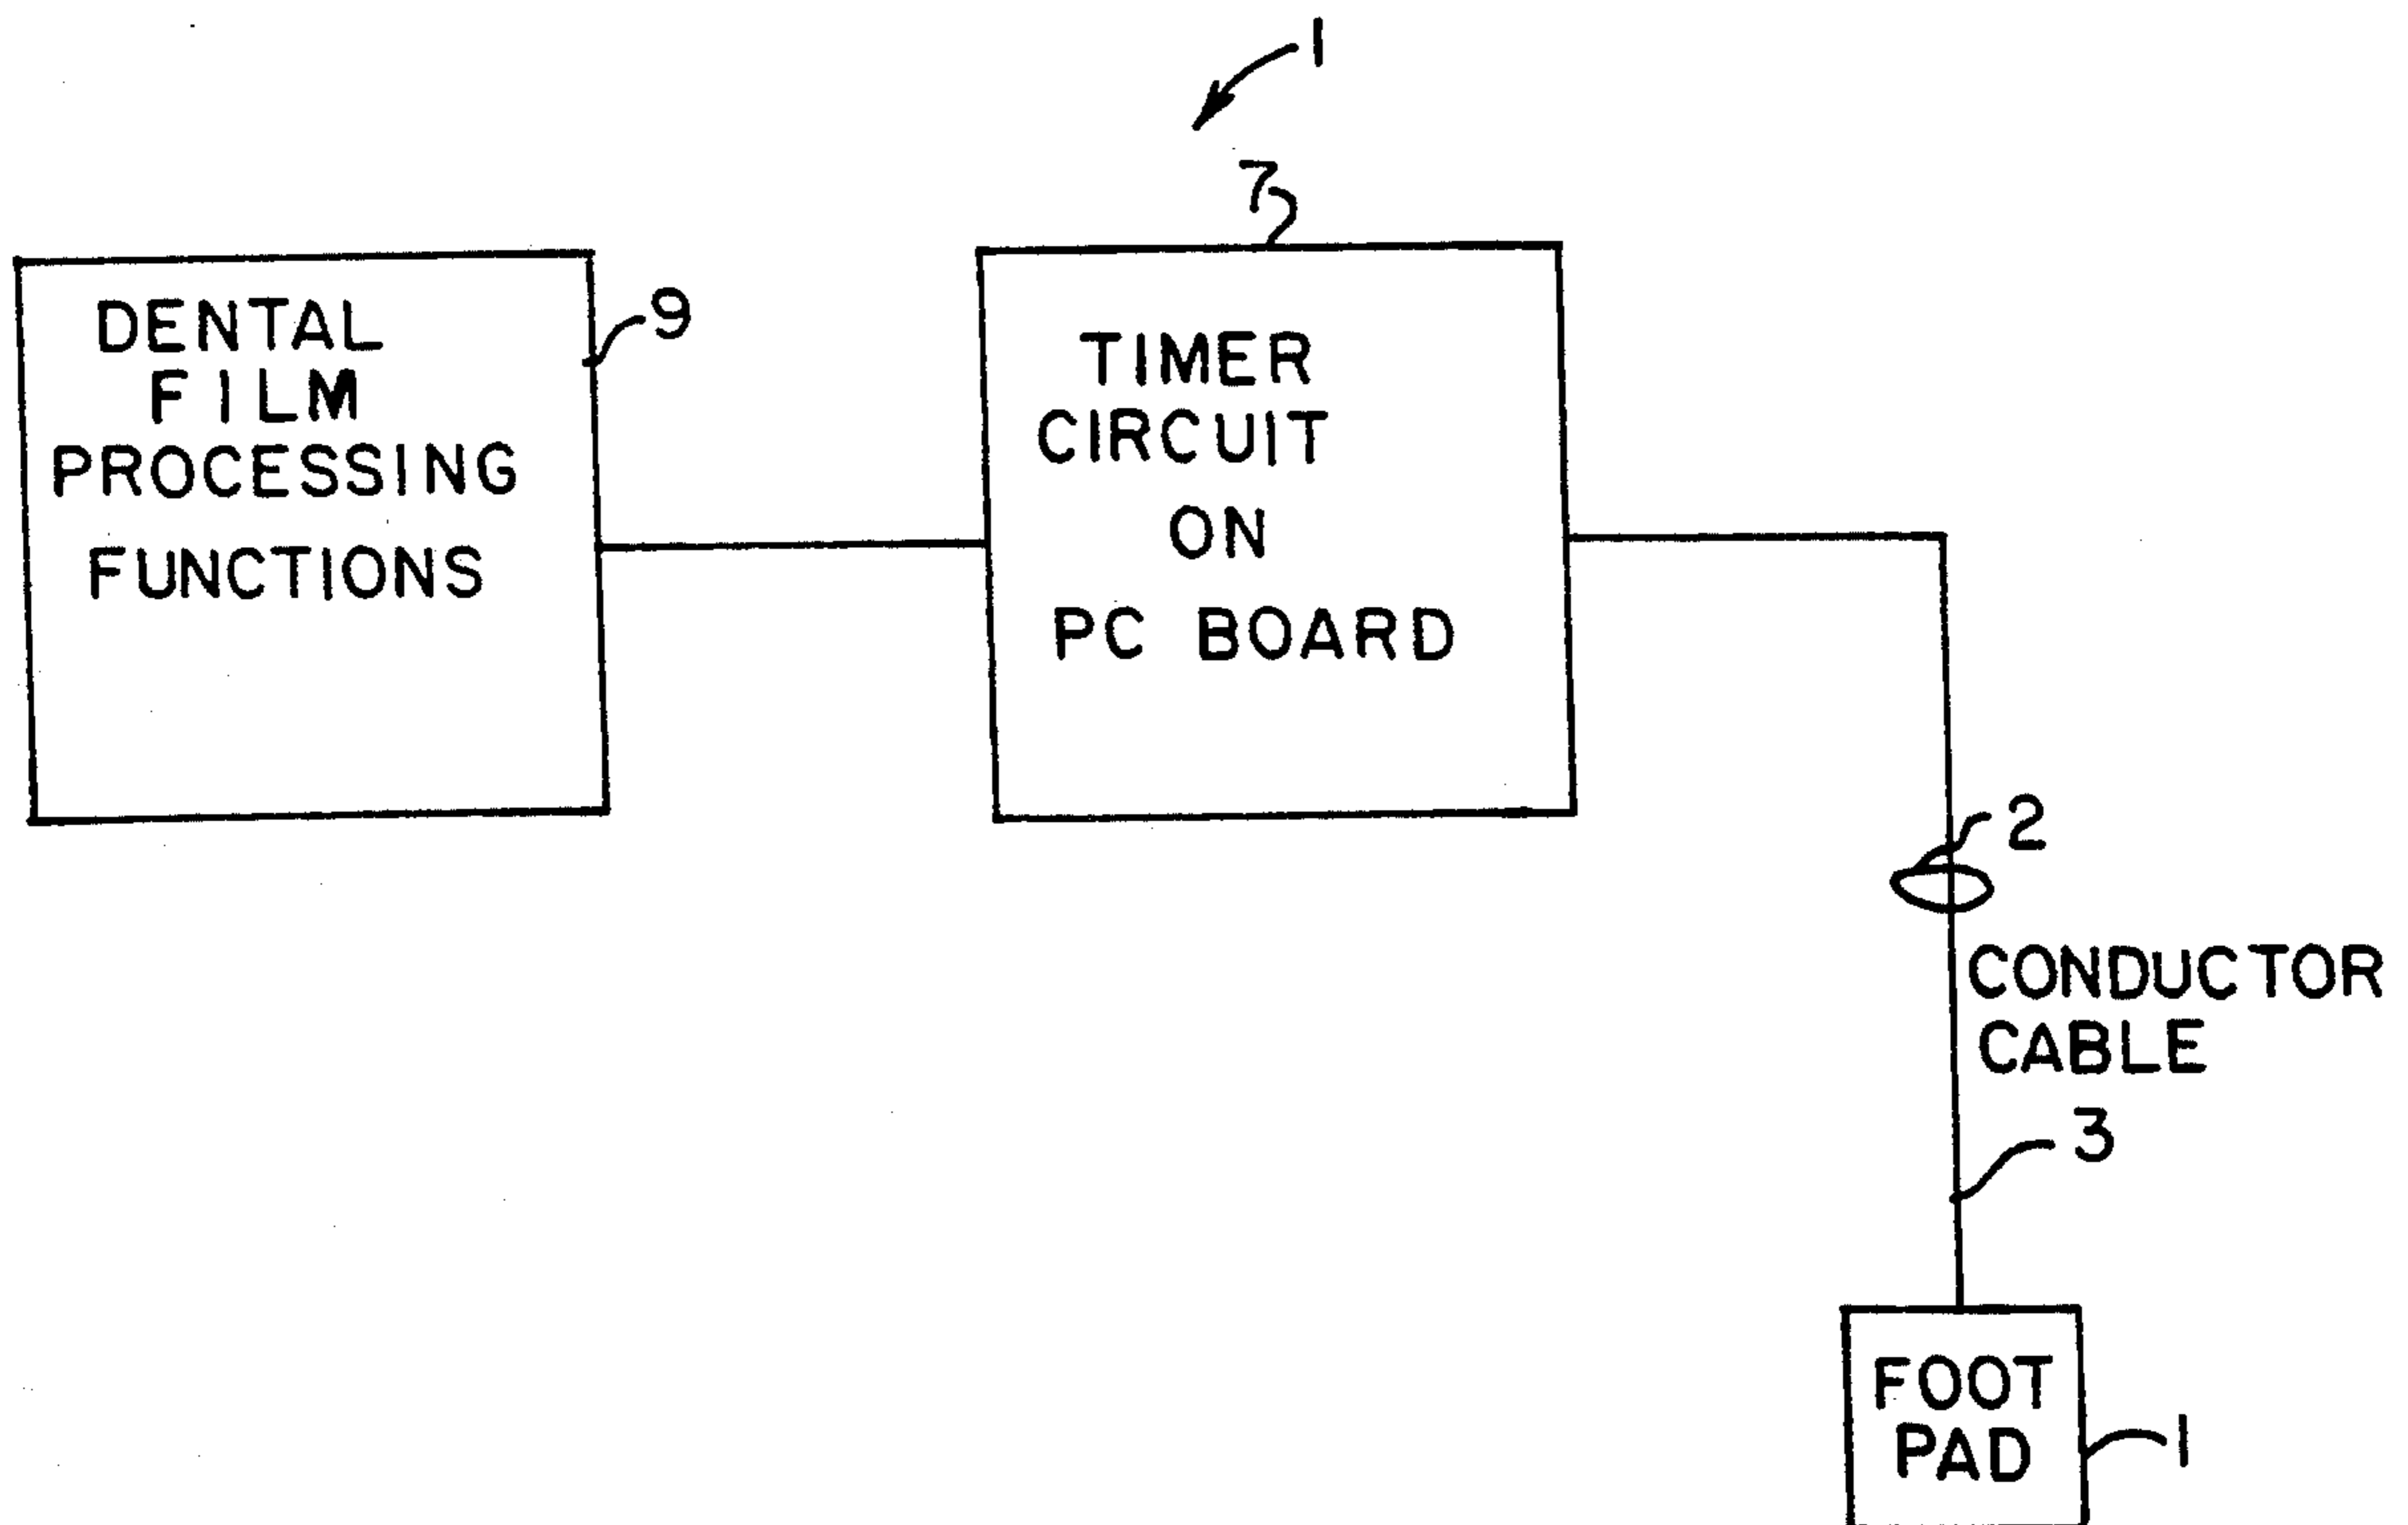 1
7
DENTAL
FILM
PROCESSING
FUNCTIONS
9
TIMER
CIRCUIT
ON
PC BOARD
2
CONDUCTOR
CABLE
3
FOOT
PAD
1